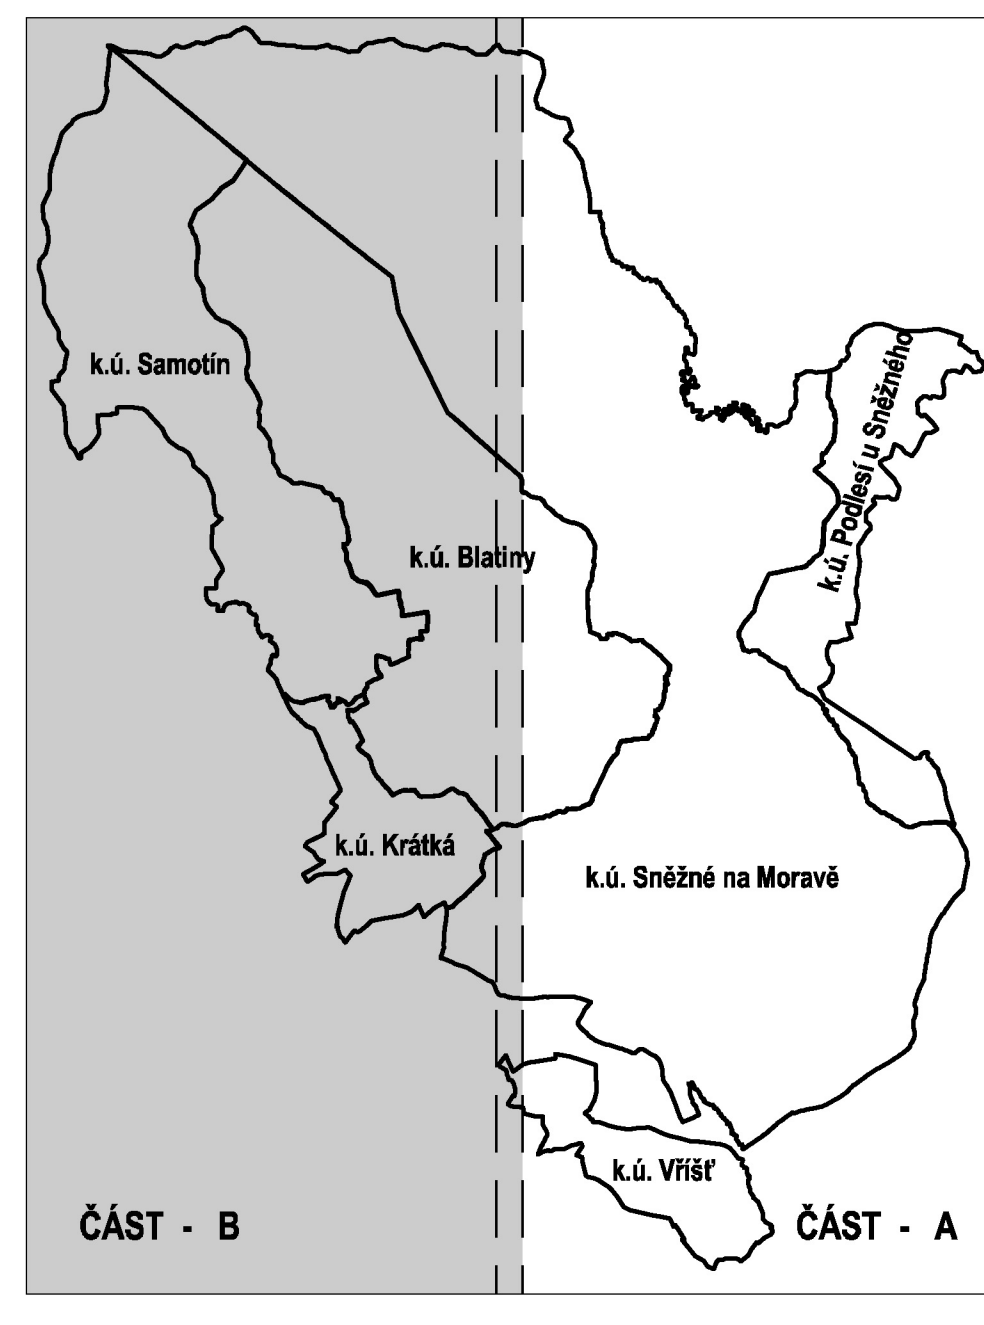 k.ú. Samotín
k.ú. Podlesí u Sněžného
k.ú. Blatiny
k.ú. Krátká
k.ú. Sněžné na Moravě
k.ú. Vříšť
ČÁST - B
ČÁST - A